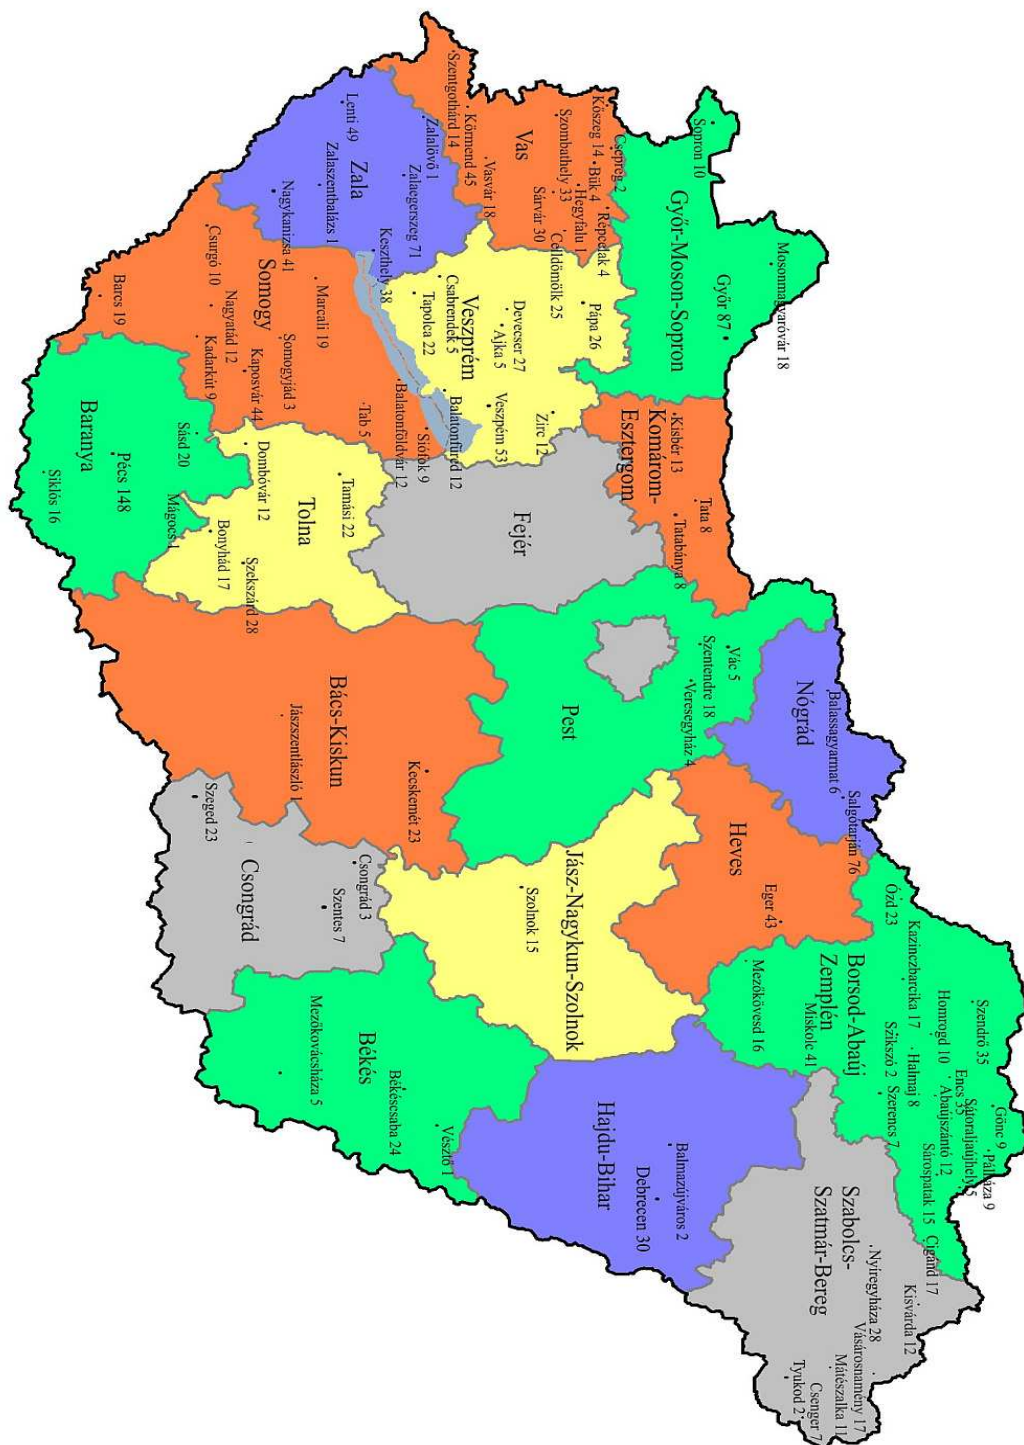 Sopron 10
Mosonmagyaróvár 18
Győr-Moson-Sopron
Győr 87
Kőszeg 14
Csepreg 2
Bük 4
Szombathely 33
Hegyfalu 1
Répcelak 4
Vas
Sárvár 30
Celldömölk 25
Szentgothárd 14
Körmend 45
Vasvár 18
Zalalövő 1
Zalaegerszeg 71
Lenti 49
Zala
Zalaszentbalázs 1
Keszthely 38
Nagykanizsa 41
Pápa 26
Devecser 27
Ajka 5
Csabrendek 5
Veszprém
Tapolca 22
Zirc 12
Veszpém 53
Balatonfüred 12
Komárom-
Esztergom
Kisbér 13
Tata 8
Tatabánya 8
Fejér
Siófok 9
Balatonföldvár 12
Tab 5
Marcali 19
Somogy
Somogyjád 3
Kaposvár 44
Csurgó 10
Nagyatád 12
Kadarkút 9
Barcs 19
Tamási 22
Tolna
Dombóvár 12
Szekszárd 28
Bonyhád 17
Sásd 20
Mágocs 1
Pécs 148
Baranya
Siklós 16
Nógrád
Balassagyarmat 6
Salgótarján 76
Vác 5
Szentendre 18
Veresegyház 4
Pest
Bács-Kiskun
Kecskemét 23
Jászszentlászló 1
Heves
Eger 43
Jász-Nagykun-Szolnok
Szolnok 15
Csongrád 3
Szentes 7
Csongrád
Szeged 23
Borsod-Abaúj
Zemplén
Ózd 23
Kazinczbarcika 17
Szendrő 35
Homrogd 10
Encs 35
Halmaj 8
Szikszó 2
Abaújszántó 12
Gönc 9
Pálháza 9
Sátoraljaújhely 5
Sárospatak 15
Szerencs 7
Cigánd 17
Miskolc 41
Mezőkövesd 16
Békés
Békéscsaba 24
Mezőkovácsháza 5
Vésztő 1
Hajdu-Bihar
Balmazújváros 2
Debrecen 30
Szabolcs-
Szatmár-Bereg
Nyíregyháza 28
Kisvárda 12
Vásárosnamény 17
Mátészalka 11
Csenger 7
Tyukod 2